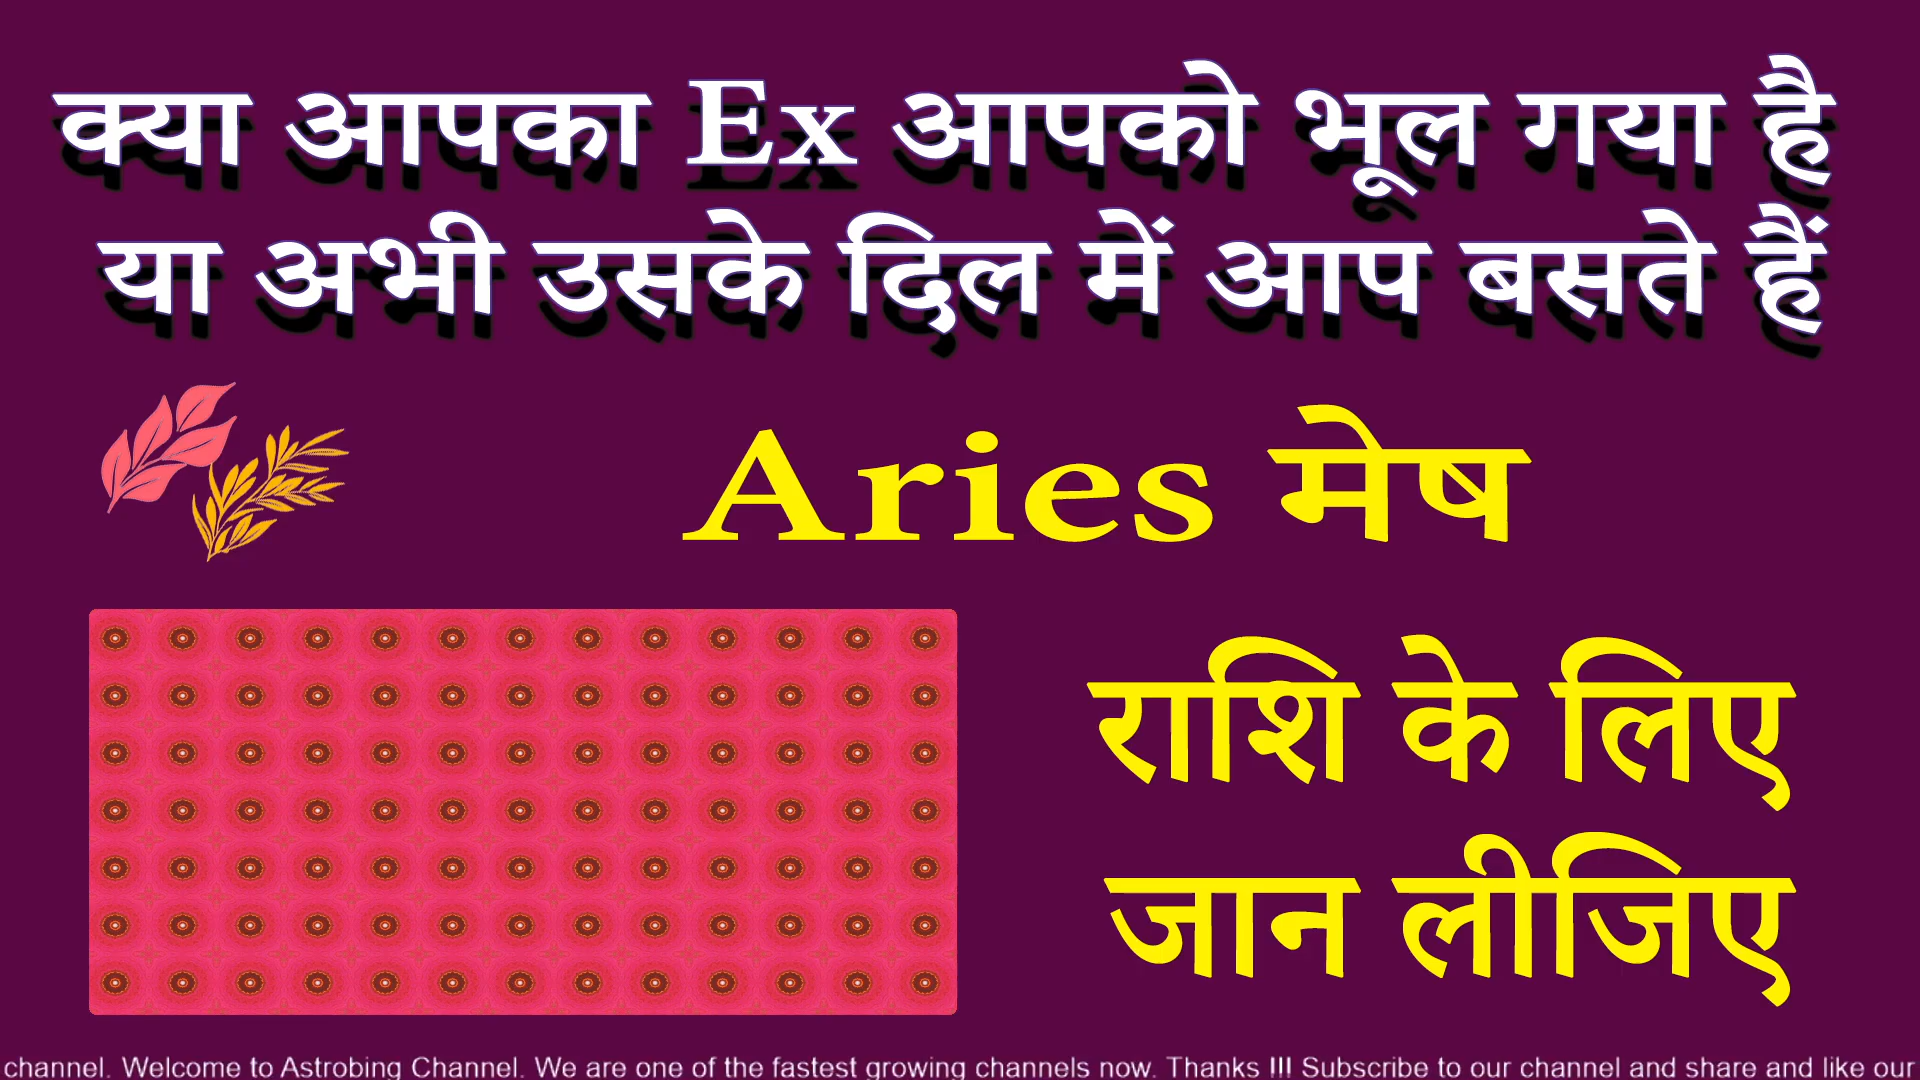 क्या आपका Ex आपको भूल गया है
या अभी उसके दिल में आप बसते हैं
Aries मेष
राशि के लिए
जान लीजिए
channel. Welcome to Astrobing Channel. We are one of the fastest growing channels now. Thanks !!! Subscribe to our channel and share and like our